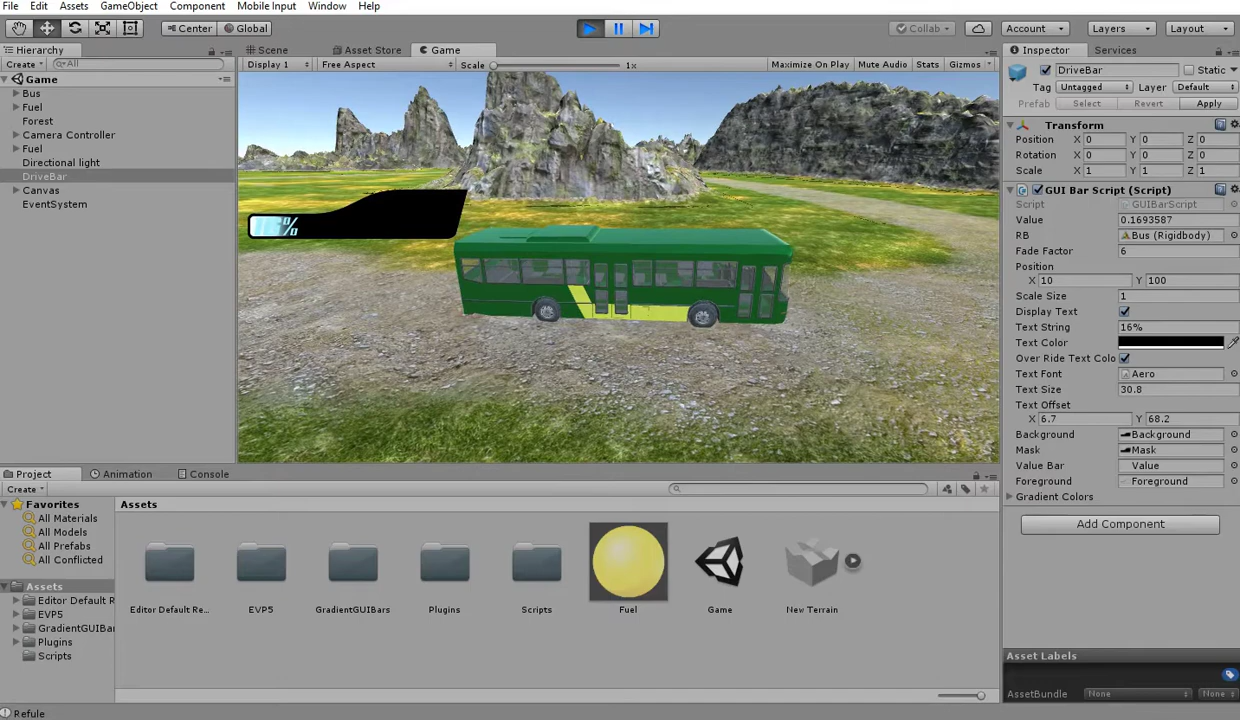 File Edit Assets GameObject Component Mobile Input Window Help
Center Global Collab Account Layers Layout
Hierarchy Scene Asset Store Game Inspector Services
Create All Display 1 Free Aspect Scale 1x Maximize On Play Mute Audio Stats Gizmos
Game
Bus
Fuel
Forest
Camera Controller
Fuel
Directional light
DriveBar
Canvas
EventSystem
%
DriveBar Static
Tag Untagged Layer Default
Prefab Select Revert Apply
Transform
Position X 0 Y 0 Z 0
Rotation X 0 Y 0 Z 0
Scale X 1 Y 1 Z 1
GUI Bar Script (Script)
Script GUIBarScript
Value 0.1693587
RB Bus (Rigidbody)
Fade Factor 6
Position
X 10 Y 100
Scale Size 1
Display Text
Text String 16%
Text Color
Over Ride Text Colo
Text Font Aero
Text Size 30.8
Text Offset
X 6.7 Y 68.2
Background Background
Mask Mask
Value Bar Value
Foreground Foreground
Gradient Colors
Add Component
Asset Labels
AssetBundle None None
Project Animation Console
Create
Favorites
All Materials
All Models
All Prefabs
All Conflicted
Assets
Editor Default R
EVP5
GradientGUIBar
Plugins
Scripts
Assets
Editor Default Re... EVP5 GradientGUIBars Plugins Scripts Fuel Game New Terrain
Refule